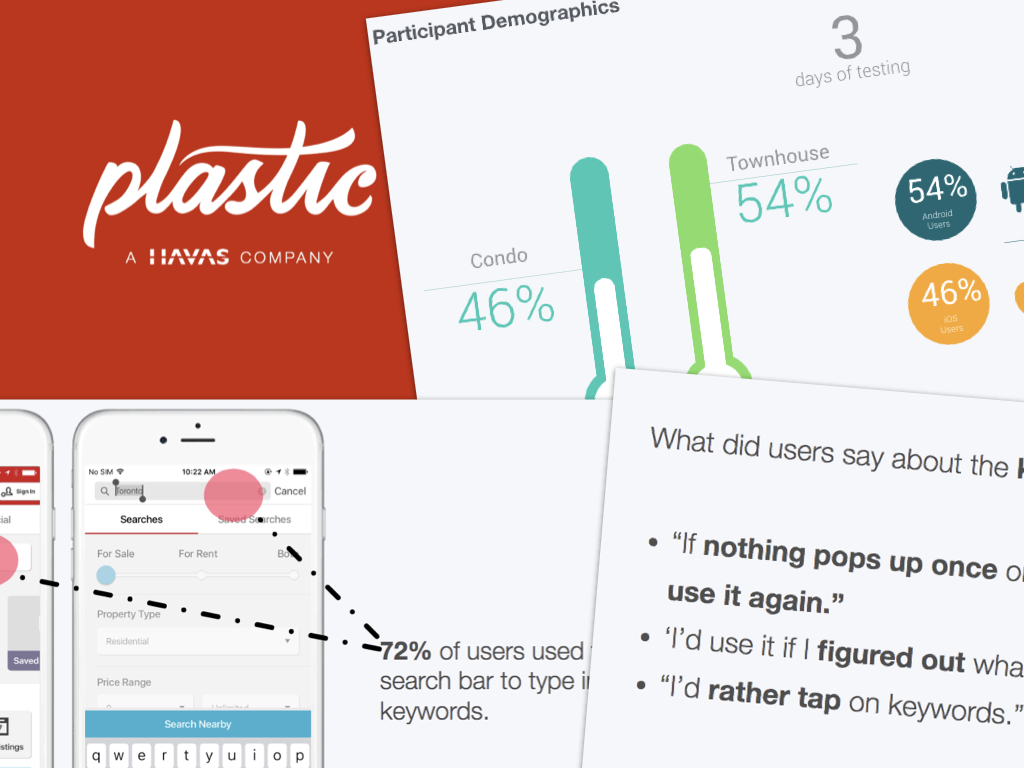 plastic
A HAVAS COMPANY
Participant Demographics
3
days of testing
Townhouse
54%
Condo
46%
54%
Android
Users
46%
iOS
Users
No SIM
10:22 AM
Toronto
Cancel
Sign In
Searches
Saved Searches
For Sale
For Rent
Property Type
Residential
Saved
Price Range
Unlimited
Search Nearby
q w e r t y u i o p
72% of users used
search bar to type in
keywords.
What did users say about the
• “If nothing pops up once
use it again.”
• ‘I’d use it if I figured out
• “I’d rather tap on keywords.”